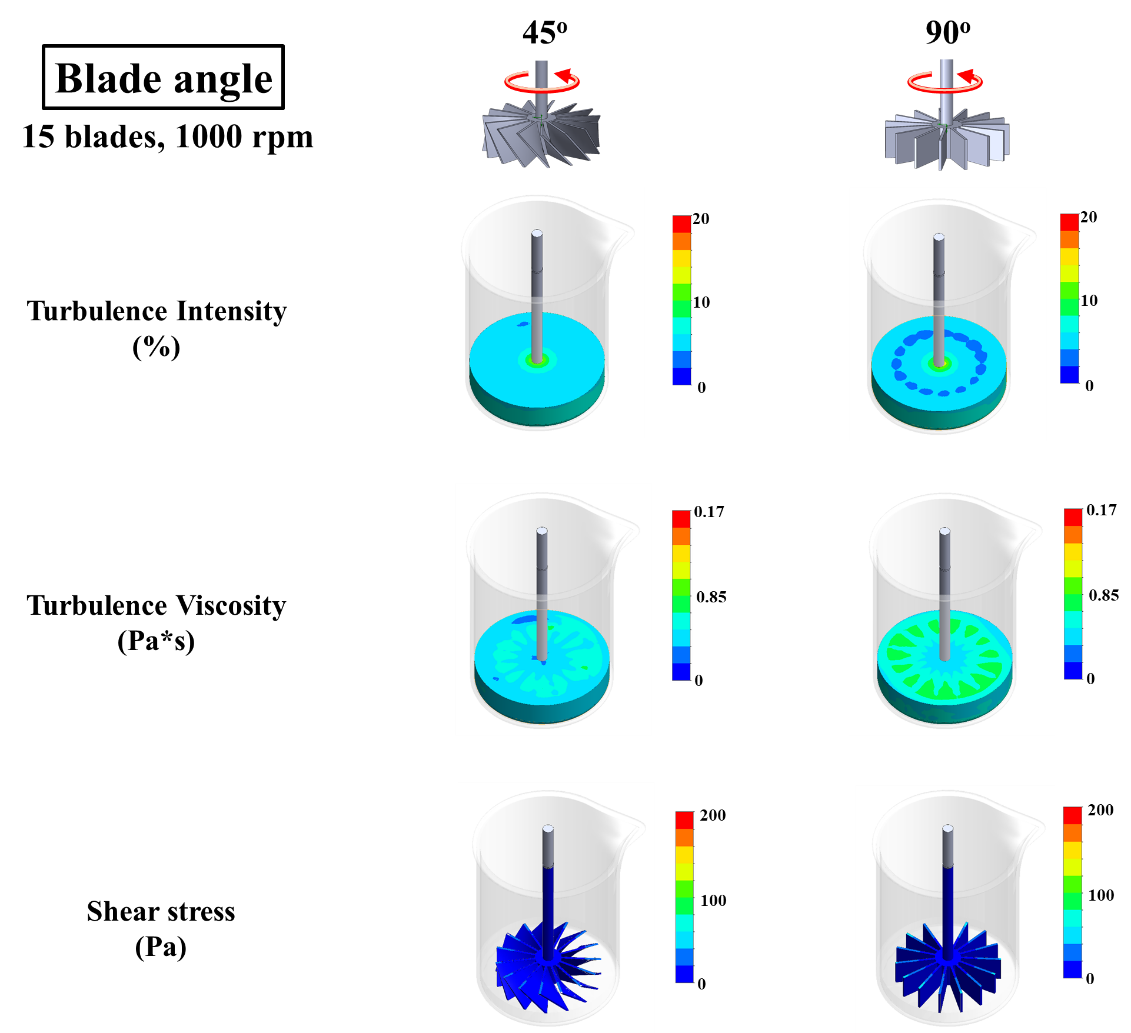 45º
90º
Blade angle
15 blades, 1000 rpm
Turbulence Intensity
(%)
20
10
0
20
10
0
Turbulence Viscosity
(Pa*s)
0.17
0.85
0
0.17
0.85
0
Shear stress
(Pa)
200
100
0
200
100
0